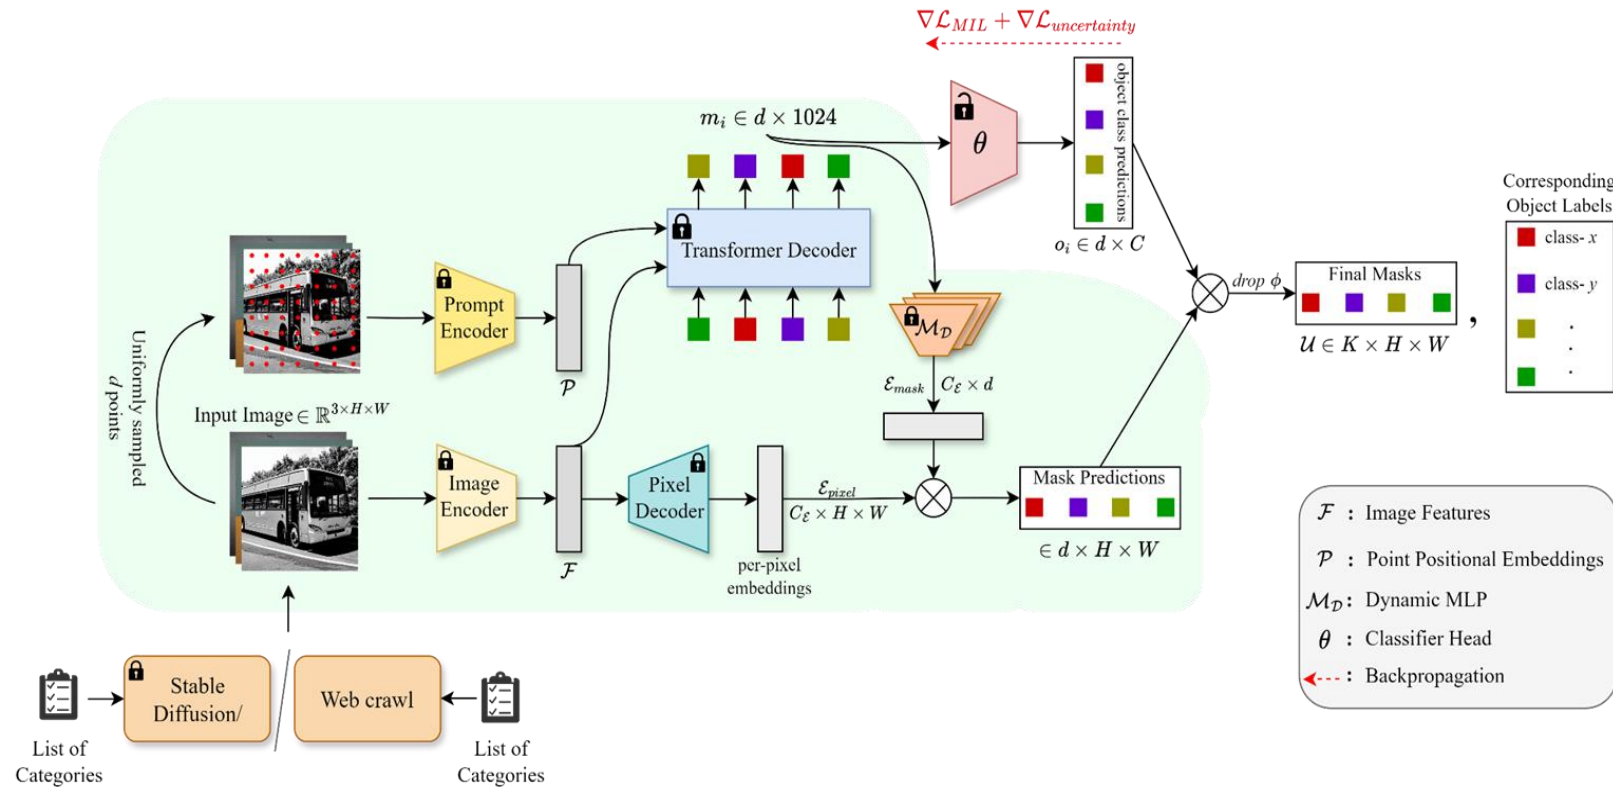 ∇ℒ_MIL + ∇ℒ_uncertainty
m_i ∈ d × 1024
θ
object class predictions
o_i ∈ d × C
Transformer Decoder
Uniformly sampled
d points
Prompt
Encoder
𝒫
Input Image ∈ ℝ^{3×H×W}
Image
Encoder
ℱ
Pixel
Decoder
per-pixel
embeddings
ℰ_pixel
C_ℰ × H × W
ℳ_𝒟
ℰ_mask C_ℰ × d
Mask Predictions
∈ d × H × W
drop ϕ
Final Masks
𝒰 ∈ K × H × W
,
Corresponding
Object Labels
class- x
class- y
.
.
.
ℱ : Image Features
𝒫 : Point Positional Embeddings
ℳ_𝒟 : Dynamic MLP
θ : Classifier Head
: Backpropagation
Stable
Diffusion/
Web crawl
List of
Categories
List of
Categories